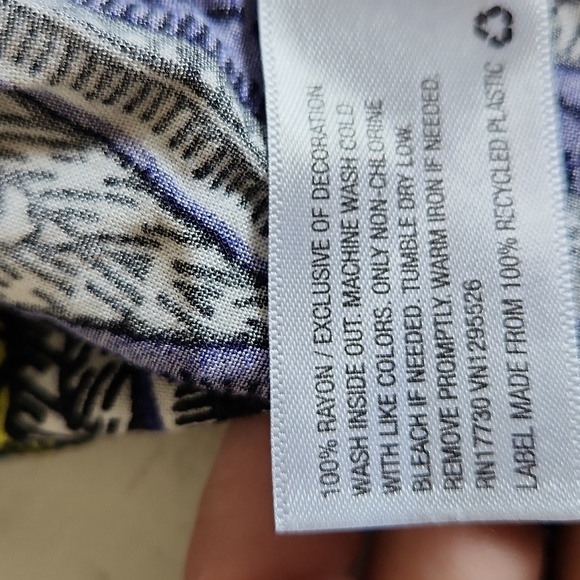 100% RAYON / EXCLUSIVE OF DECORATION
WASH INSIDE OUT. MACHINE WASH COLD
WITH LIKE COLORS. ONLY NON-CHLORINE
BLEACH IF NEEDED. TUMBLE DRY LOW.
REMOVE PROMPTLY. WARM IRON IF NEEDED.
RN17730 VN1295526
LABEL MADE FROM 100% RECYCLED PLASTIC